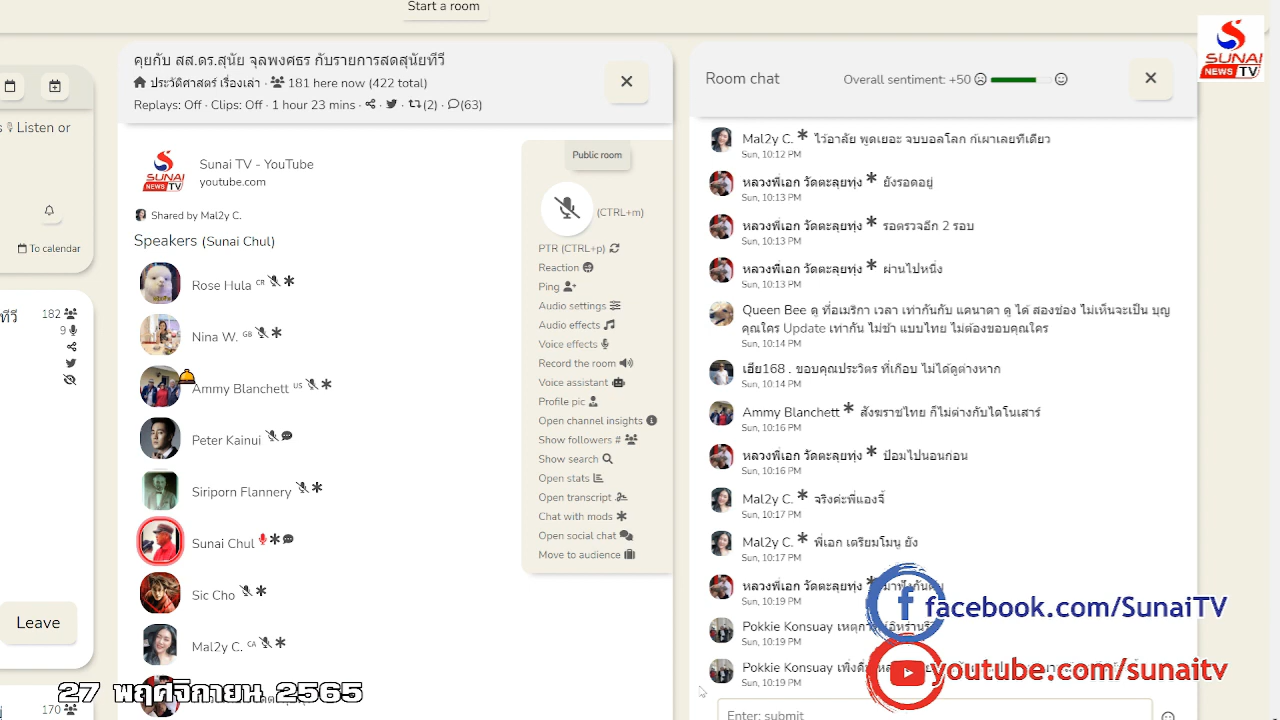 Start a room
SUNAI
NEWS TV
คุยกับ สส.ดร.สุนัย จุลพงศธร กับรายการสดสุนัยทีวี
ประวัติศาสตร์ เรื่องเล่า · 181 here now (422 total)
Replays: Off · Clips: Off · 1 hour 23 mins · (2) · (63)
Listen or
To calendar
182
9
Leave
170
Sunai TV - YouTube
youtube.com
SUNAI
NEWS TV
Shared by Mal2y C.
Speakers (Sunai Chul)
Rose Hula CR
Nina W. GB
Ammy Blanchett US
Peter Kainui
Siriporn Flannery
Sunai Chul
Sic Cho
Mal2y C. CA
Public room
(CTRL+m)
PTR (CTRL+p)
Reaction
Ping
Audio settings
Audio effects
Voice effects
Record the room
Voice assistant
Profile pic
Open channel insights
Show followers #
Show search
Open stats
Open transcript
Chat with mods
Open social chat
Move to audience
Room chat
Overall sentiment: +50
Mal2y C. * ไว้อาลัย พูดเยอะ จบบอลโลก ก็เผาเลยทีเดียว
Sun, 10:12 PM
หลวงพี่เอก วัดตะลุยทุ่ง * ยังรอดอยู่
Sun, 10:13 PM
หลวงพี่เอก วัดตะลุยทุ่ง * รอตรวจอีก 2 รอบ
Sun, 10:13 PM
หลวงพี่เอก วัดตะลุยทุ่ง * ผ่านไปหนึ่ง
Sun, 10:13 PM
Queen Bee ดู ที่อเมริกา เวลา เท่ากันกับ แคนาดา ดู ได้ สองช่อง ไม่เห็นจะเป็น บุญ
คุณใคร Update เท่ากัน ไม่ช้า แบบไทย ไม่ต้องขอบคุณใคร
Sun, 10:14 PM
เฮีย168 . ขอบคุณประวิตร ที่เกือบ ไม่ได้ดูต่างหาก
Sun, 10:14 PM
Ammy Blanchett * สังฆราชไทย ก็ไม่ต่างกับไดโนเสาร์
Sun, 10:16 PM
หลวงพี่เอก วัดตะลุยทุ่ง * ป้อมไปนอนก่อน
Sun, 10:16 PM
Mal2y C. * จริงค่ะพี่แองจี้
Sun, 10:17 PM
Mal2y C. * พี่เอก เตรียมโมนู ยัง
Sun, 10:17 PM
หลวงพี่เอก วัดตะลุยทุ่ง * มาฟังกัน
Sun, 10:19 PM
Pokkie Konsuay
Sun, 10:19 PM
Pokkie Konsuay
Sun, 10:19 PM
Enter: submit
facebook.com/SunaiTV
youtube.com/sunaitv
27 พฤศจิกายน 2565